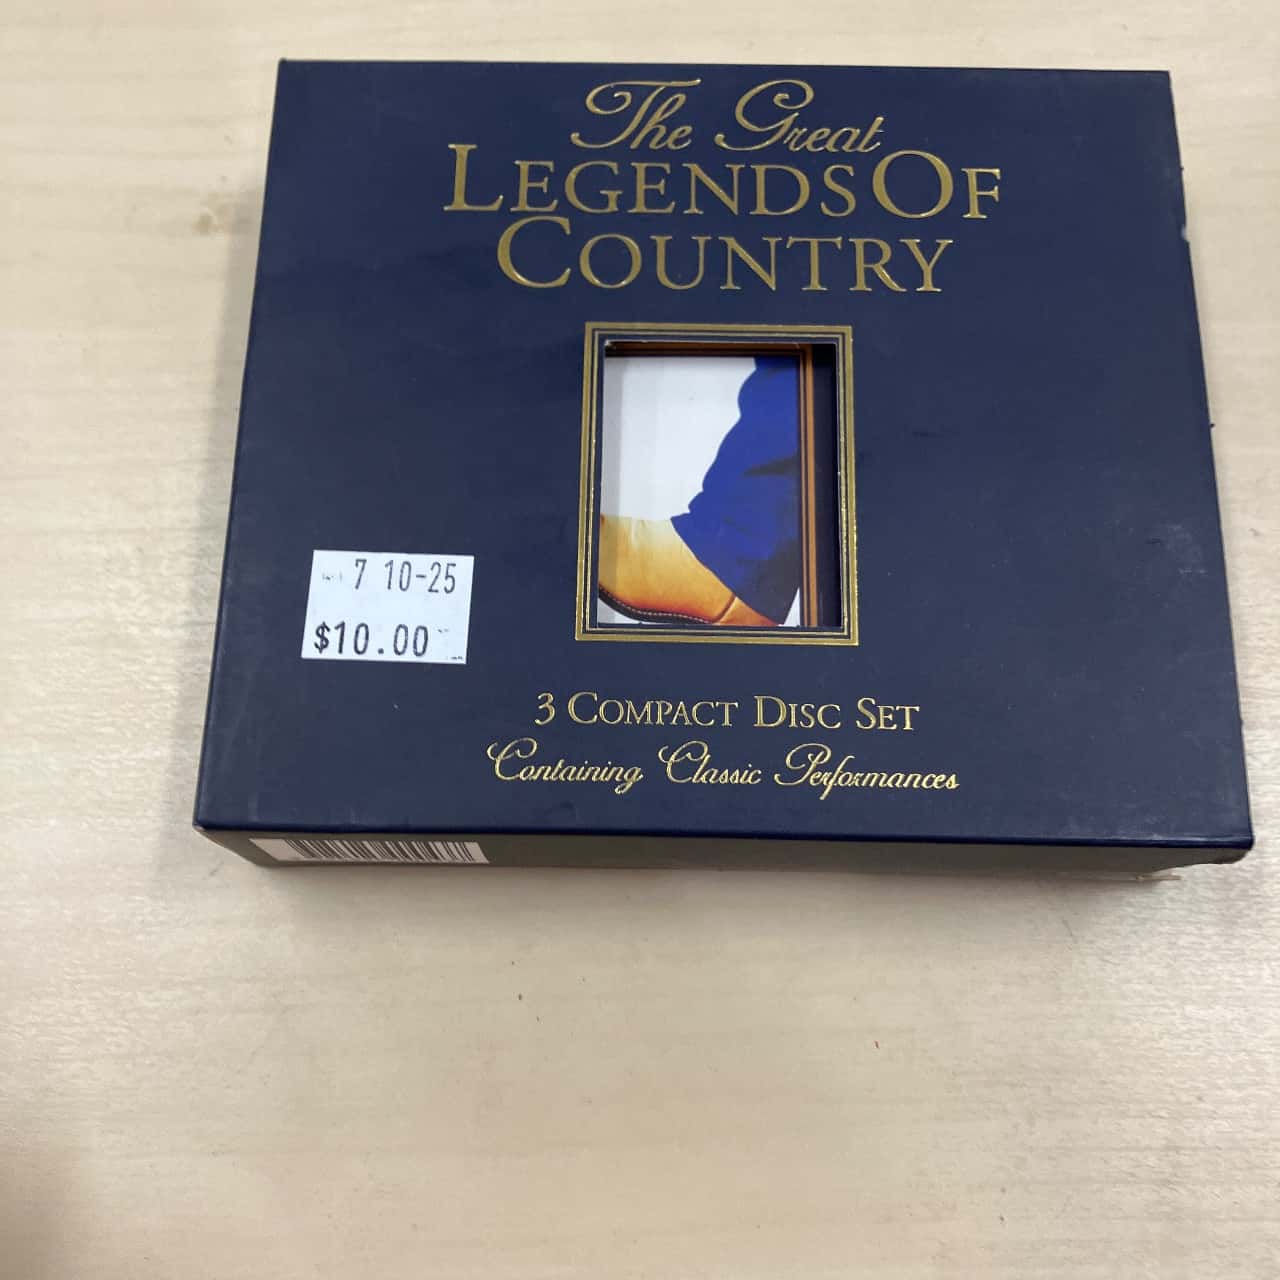 The Great
LEGENDS OF
COUNTRY
7 10-25
$10.00
3 COMPACT DISC SET
Containing Classic Performances